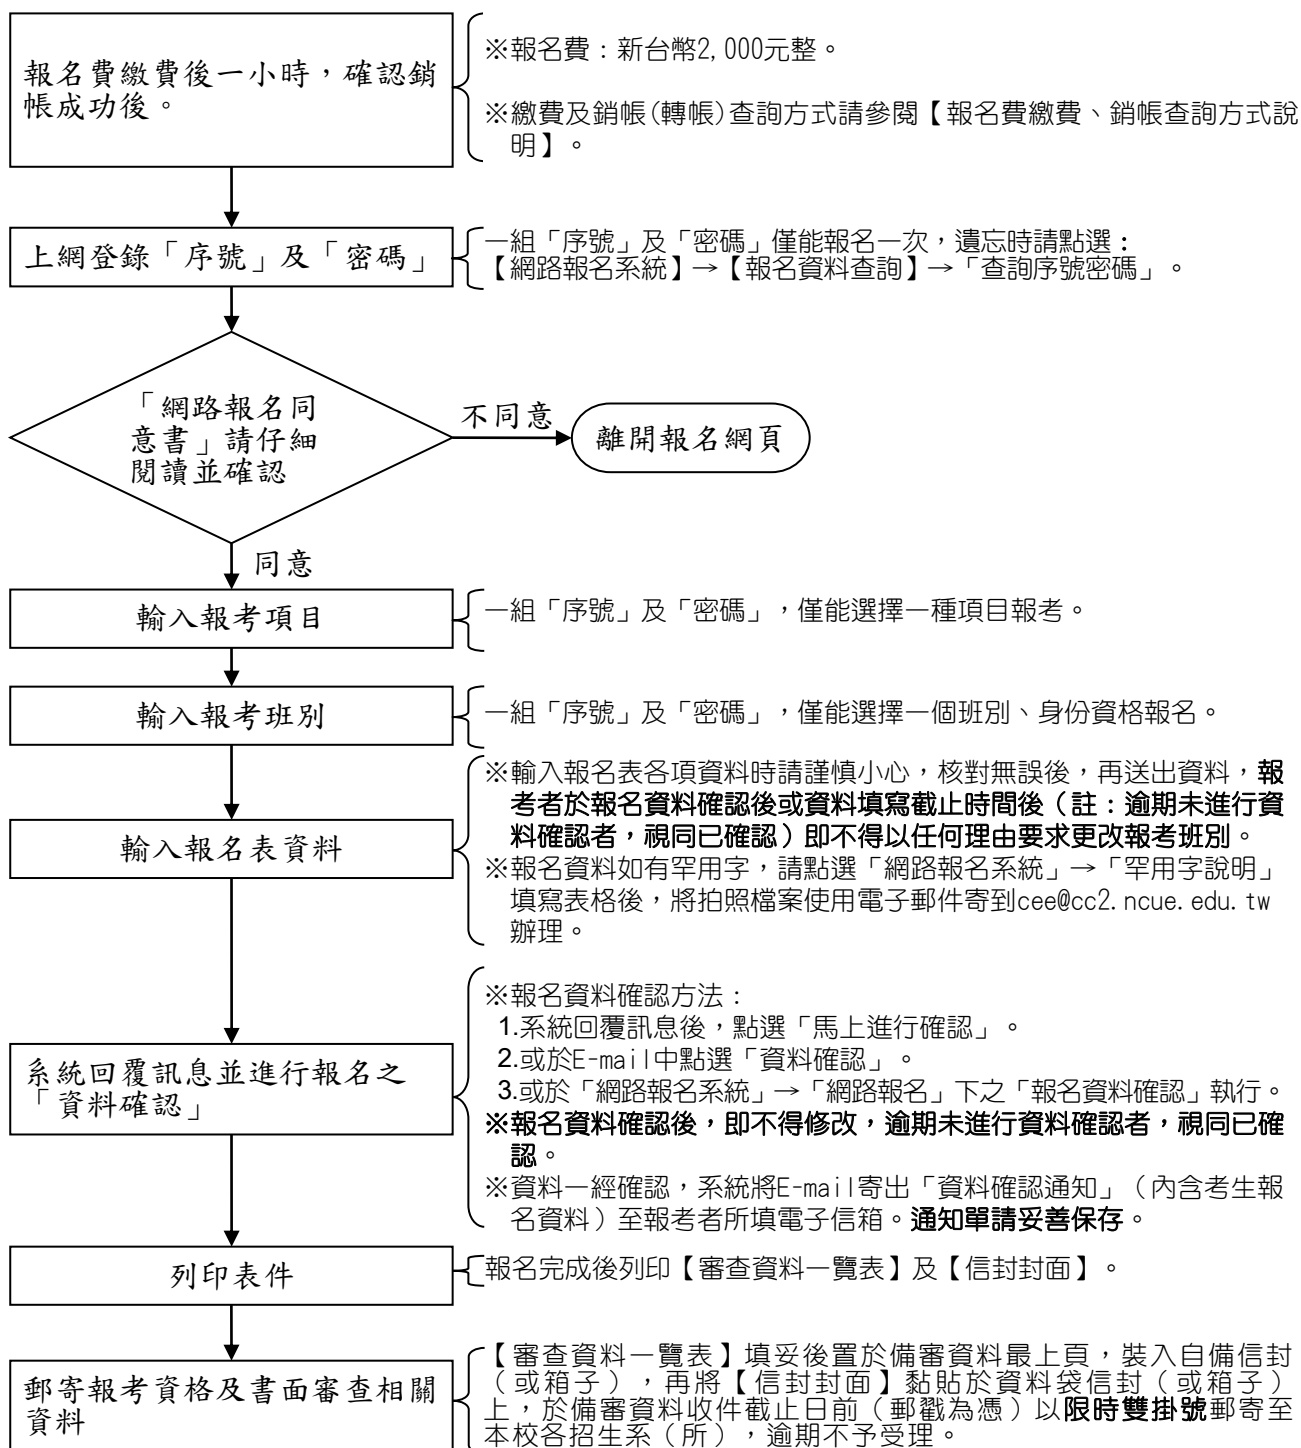 報名費繳費後一小時，確認銷
帳成功後。
※報名費：新台幣2,000元整。
※繳費及銷帳(轉帳)查詢方式請參閱【報名費繳費、銷帳查詢方式說
明】。
上網登錄「序號」及「密碼」
一組「序號」及「密碼」僅能報名一次，遺忘時請點選：
【網路報名系統】→【報名資料查詢】→「查詢序號密碼」。
「網路報名同
意書」請仔細
閱讀並確認
不同意
離開報名網頁
同意
輸入報考項目
一組「序號」及「密碼」，僅能選擇一種項目報考。
輸入報考班別
一組「序號」及「密碼」，僅能選擇一個班別、身份資格報名。
輸入報名表資料
※輸入報名表各項資料時請謹慎小心，核對無誤後，再送出資料，報
考者於報名資料確認後或資料填寫截止時間後（註：逾期未進行資
料確認者，視同已確認）即不得以任何理由要求更改報考班別。
※報名資料如有罕用字，請點選「網路報名系統」→「罕用字說明」
填寫表格後，將拍照檔案使用電子郵件寄到cee@cc2.ncue.edu.tw
辦理。
系統回覆訊息並進行報名之
「資料確認」
※報名資料確認方法：
1.系統回覆訊息後，點選「馬上進行確認」。
2.或於E-mail中點選「資料確認」。
3.或於「網路報名系統」→「網路報名」下之「報名資料確認」執行。
※報名資料確認後，即不得修改，逾期未進行資料確認者，視同已確
認。
※資料一經確認，系統將E-mail寄出「資料確認通知」（內含考生報
名資料）至報考者所填電子信箱。通知單請妥善保存。
列印表件
報名完成後列印【審查資料一覽表】及【信封封面】。
郵寄報考資格及書面審查相關
資料
【審查資料一覽表】填妥後置於備審資料最上頁，裝入自備信封
（或箱子），再將【信封封面】黏貼於資料袋信封（或箱子）
上，於備審資料收件截止日前（郵戳為憑）以限時雙掛號郵寄至
本校各招生系（所），逾期不予受理。